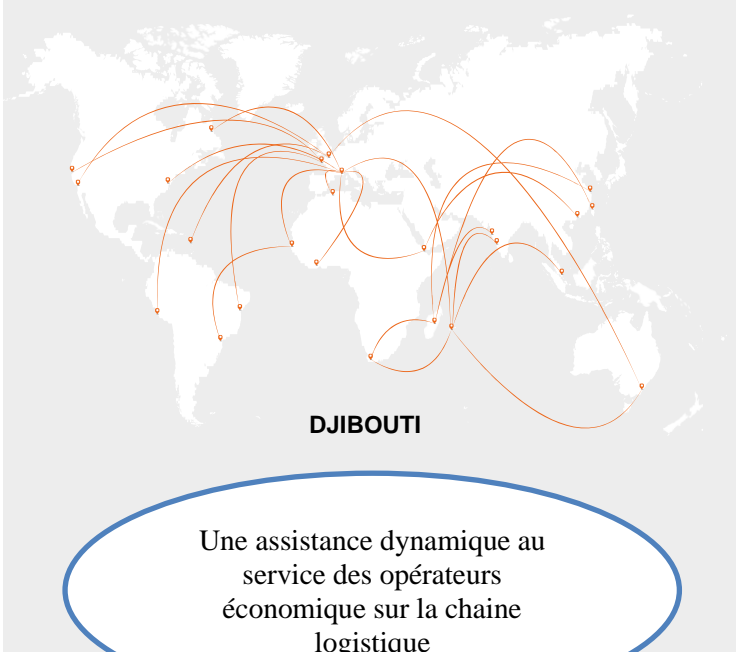 DJIBOUTI
Une assistance dynamique au
service des opérateurs
économique sur la chaine
logistique